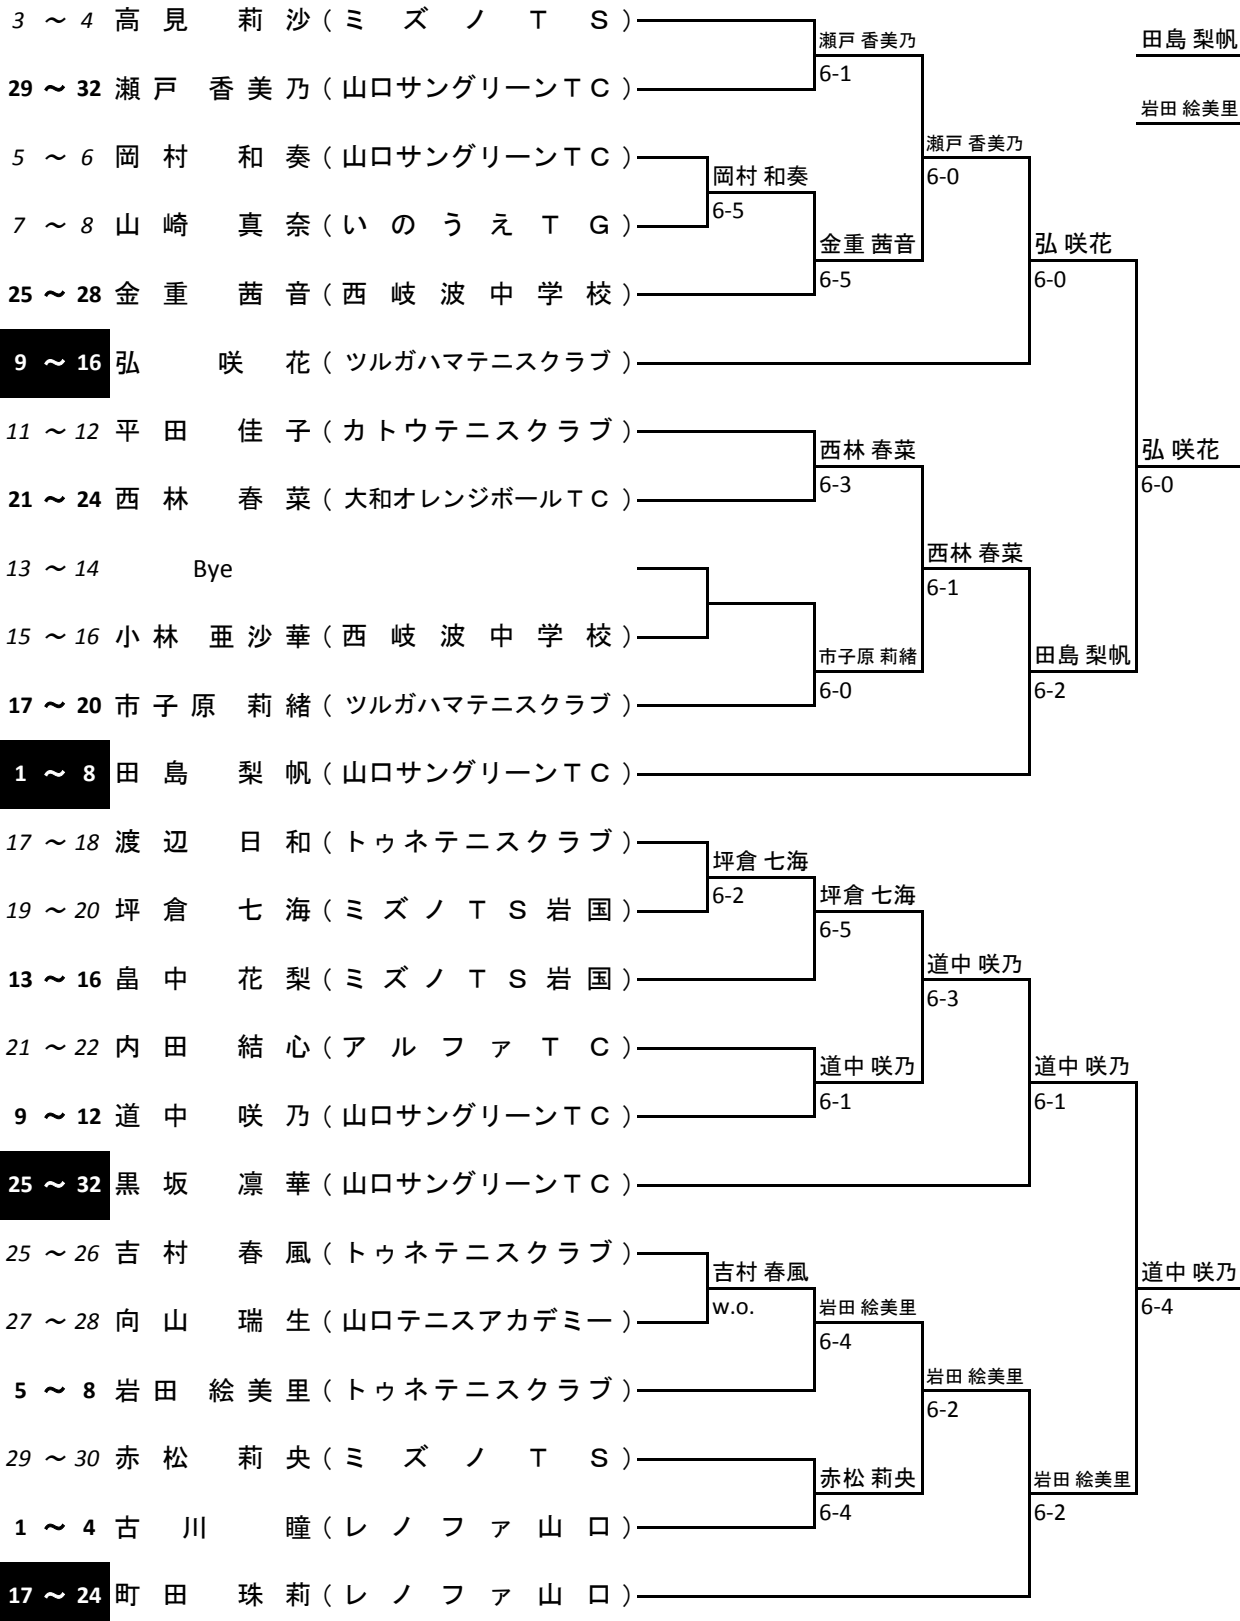 3 ～ 4 高見 莉沙 ( ミズノTS )
29 ～ 32 瀬戸 香美乃 ( 山口サングリーンTC )
5 ～ 6 岡村 和奏 ( 山口サングリーンTC )
7 ～ 8 山崎 真奈 ( いのうえTG )
25 ～ 28 金重 茜音 ( 西岐波中学校 )
9 ～ 16 弘 咲花 ( ツルガハマテニスクラブ )
11 ～ 12 平田 佳子 ( カトウテニスクラブ )
21 ～ 24 西林 春菜 ( 大和オレンジボールTC )
13 ～ 14 Bye
15 ～ 16 小林 亜沙華 ( 西岐波中学校 )
17 ～ 20 市子原 莉緒 ( ツルガハマテニスクラブ )
1 ～ 8 田島 梨帆 ( 山口サングリーンTC )
17 ～ 18 渡辺 日和 ( トゥネテニスクラブ )
19 ～ 20 坪倉 七海 ( ミズノTS岩国 )
13 ～ 16 畠中 花梨 ( ミズノTS岩国 )
21 ～ 22 内田 結心 ( アルファTC )
9 ～ 12 道中 咲乃 ( 山口サングリーンTC )
25 ～ 32 黒坂 凛華 ( 山口サングリーンTC )
25 ～ 26 吉村 春風 ( トゥネテニスクラブ )
27 ～ 28 向山 瑞生 ( 山口テニスアカデミー )
5 ～ 8 岩田 絵美里 ( トゥネテニスクラブ )
29 ～ 30 赤松 莉央 ( ミズノTS )
1 ～ 4 古川 瞳 ( レノファ山口 )
17 ～ 24 町田 珠莉 ( レノファ山口 )
岡村 和奏
6-5
坪倉 七海
6-2
吉村 春風
w.o.
瀬戸 香美乃
6-1
金重 茜音
6-5
西林 春菜
6-3
市子原 莉緒
6-0
坪倉 七海
6-5
道中 咲乃
6-1
岩田 絵美里
6-4
赤松 莉央
6-4
瀬戸 香美乃
6-0
西林 春菜
6-1
道中 咲乃
6-3
岩田 絵美里
6-2
弘 咲花
6-0
田島 梨帆
6-2
道中 咲乃
6-1
岩田 絵美里
6-2
田島 梨帆
岩田 絵美里
弘 咲花
6-0
道中 咲乃
6-4